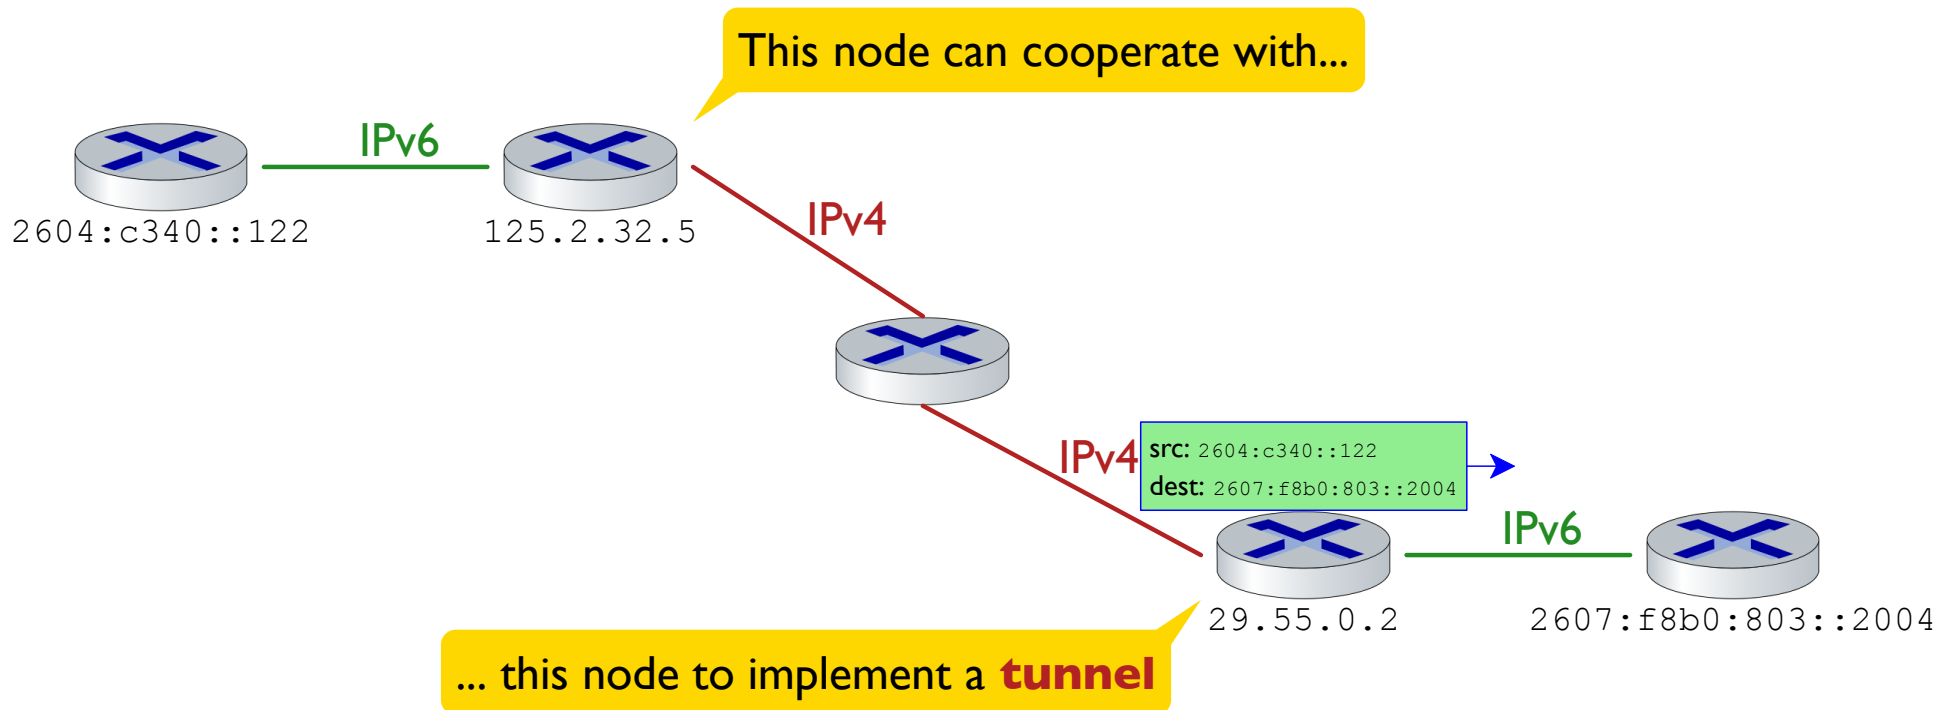 This node can cooperate with...
IPv6
2604:c340::122
125.2.32.5
IPv4
IPv4
src: 2604:c340::122
dest: 2607:f8b0:803::2004
IPv6
29.55.0.2
2607:f8b0:803::2004
... this node to implement a tunnel